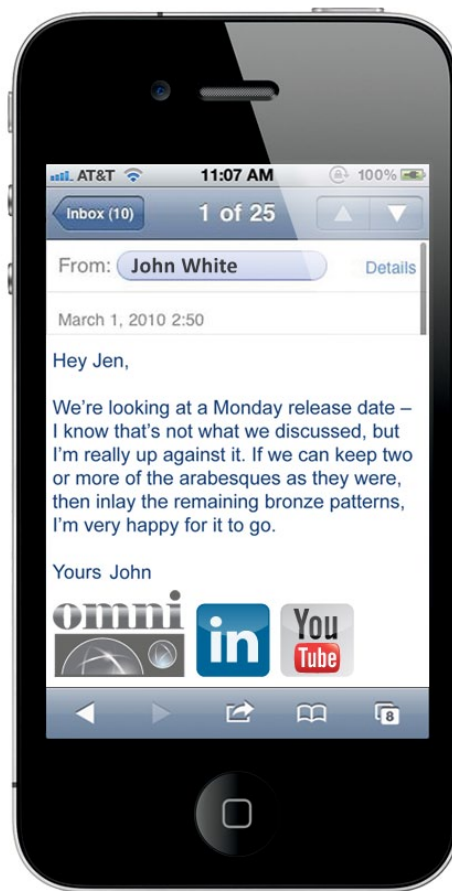 AT&T 11:07 AM 100%
Inbox (10) 1 of 25
From: John White Details
March 1, 2010 2:50
Hey Jen,
We’re looking at a Monday release date –
I know that’s not what we discussed, but
I’m really up against it. If we can keep two
or more of the arabesques as they were,
then inlay the remaining bronze patterns,
I’m very happy for it to go.
Yours John
omni
in
You
Tube
8